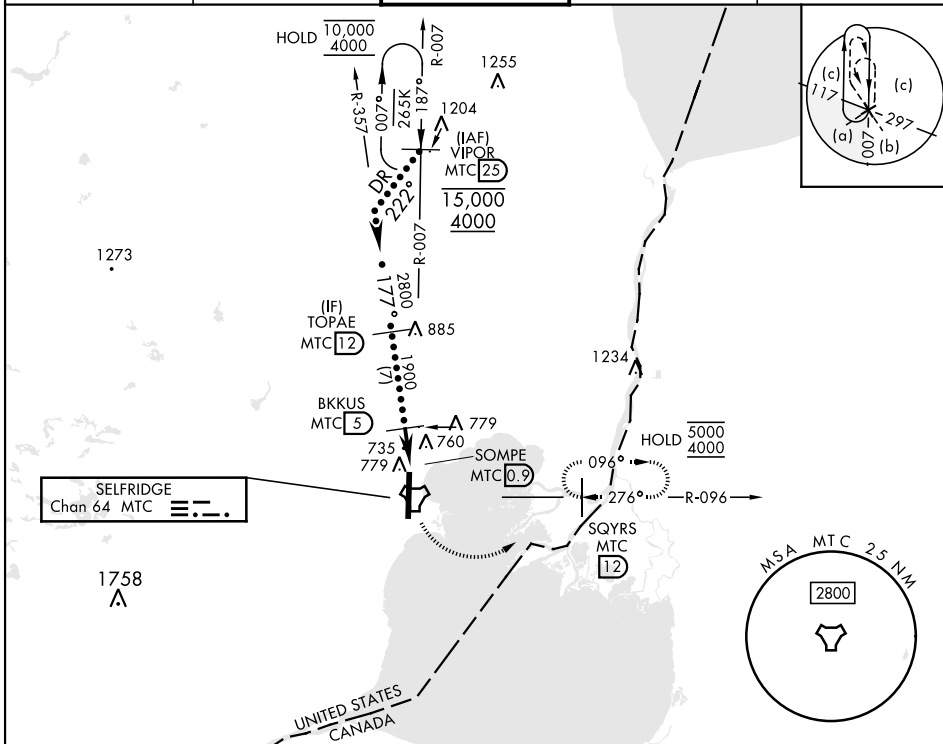 HOLD 10,000
4000
R-007
R-357
007°
265K
187°
1255
1204
(IAF)
VIPOR
MTC 25
15,000
4000
DR
222°
R-007
1273
2800
177°
(IF)
TOPAE
MTC 12
885
1900
(7)
BKKUS
MTC 5
779
760
735
779
SOMPE
MTC 0.9
1234
HOLD 5000
4000
096°
276°
R-096
SQYRS
MTC
12
SELFRIDGE
Chan 64 MTC
1758
UNITED STATES
CANADA
(c)
(c)
117
297
(a)
(b)
007
MSA MTC 25 NM
2800